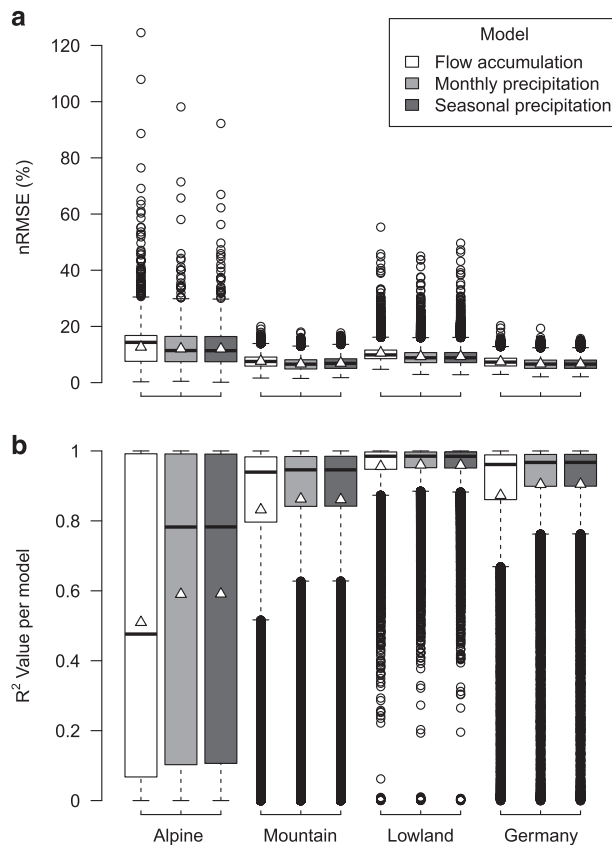 a
Model
Flow accumulation
Monthly precipitation
Seasonal precipitation
nRMSE (%)
120
100
80
60
40
20
0
b
R² Value per model
1
0.8
0.6
0.4
0.2
0
Alpine Mountain Lowland Germany